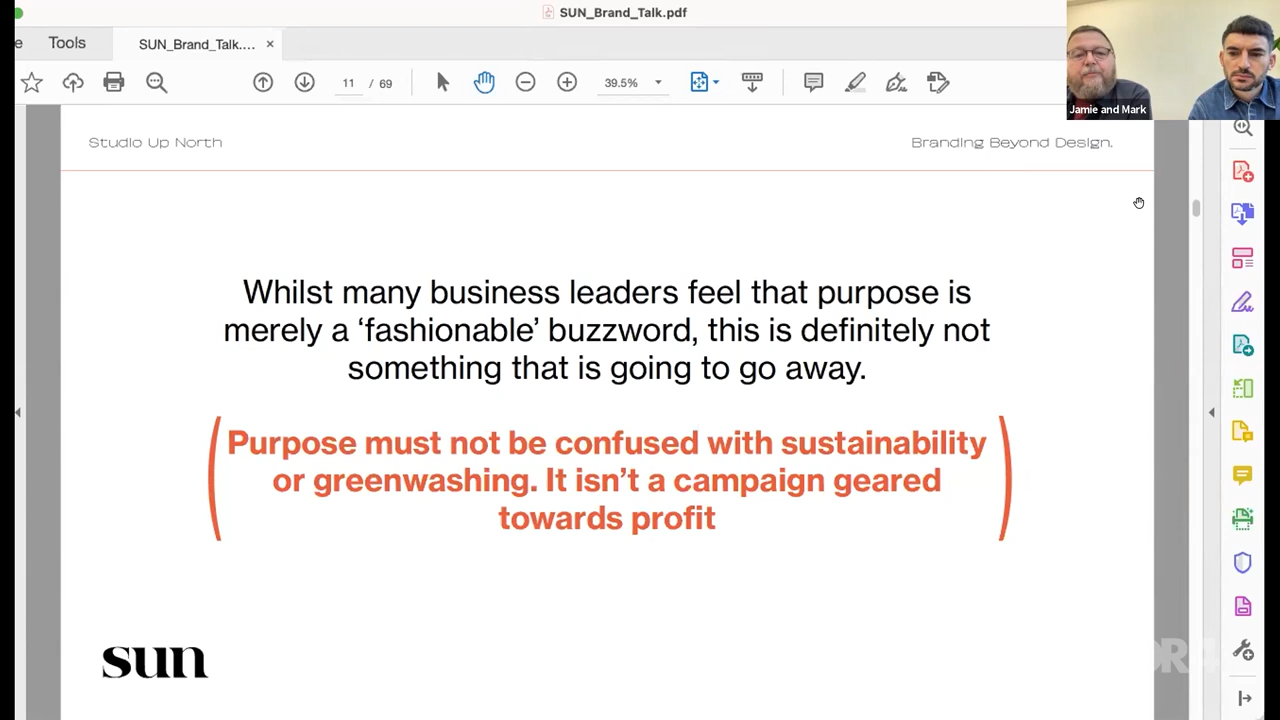 SUN_Brand_Talk.pdf
e Tools SUN_Brand_Talk.... ×
11 / 69 39.5%
Jamie and Mark
Studio Up North Branding Beyond Design.
Whilst many business leaders feel that purpose is
merely a ‘fashionable’ buzzword, this is definitely not
something that is going to go away.
Purpose must not be confused with sustainability
or greenwashing. It isn’t a campaign geared
towards profit
sun